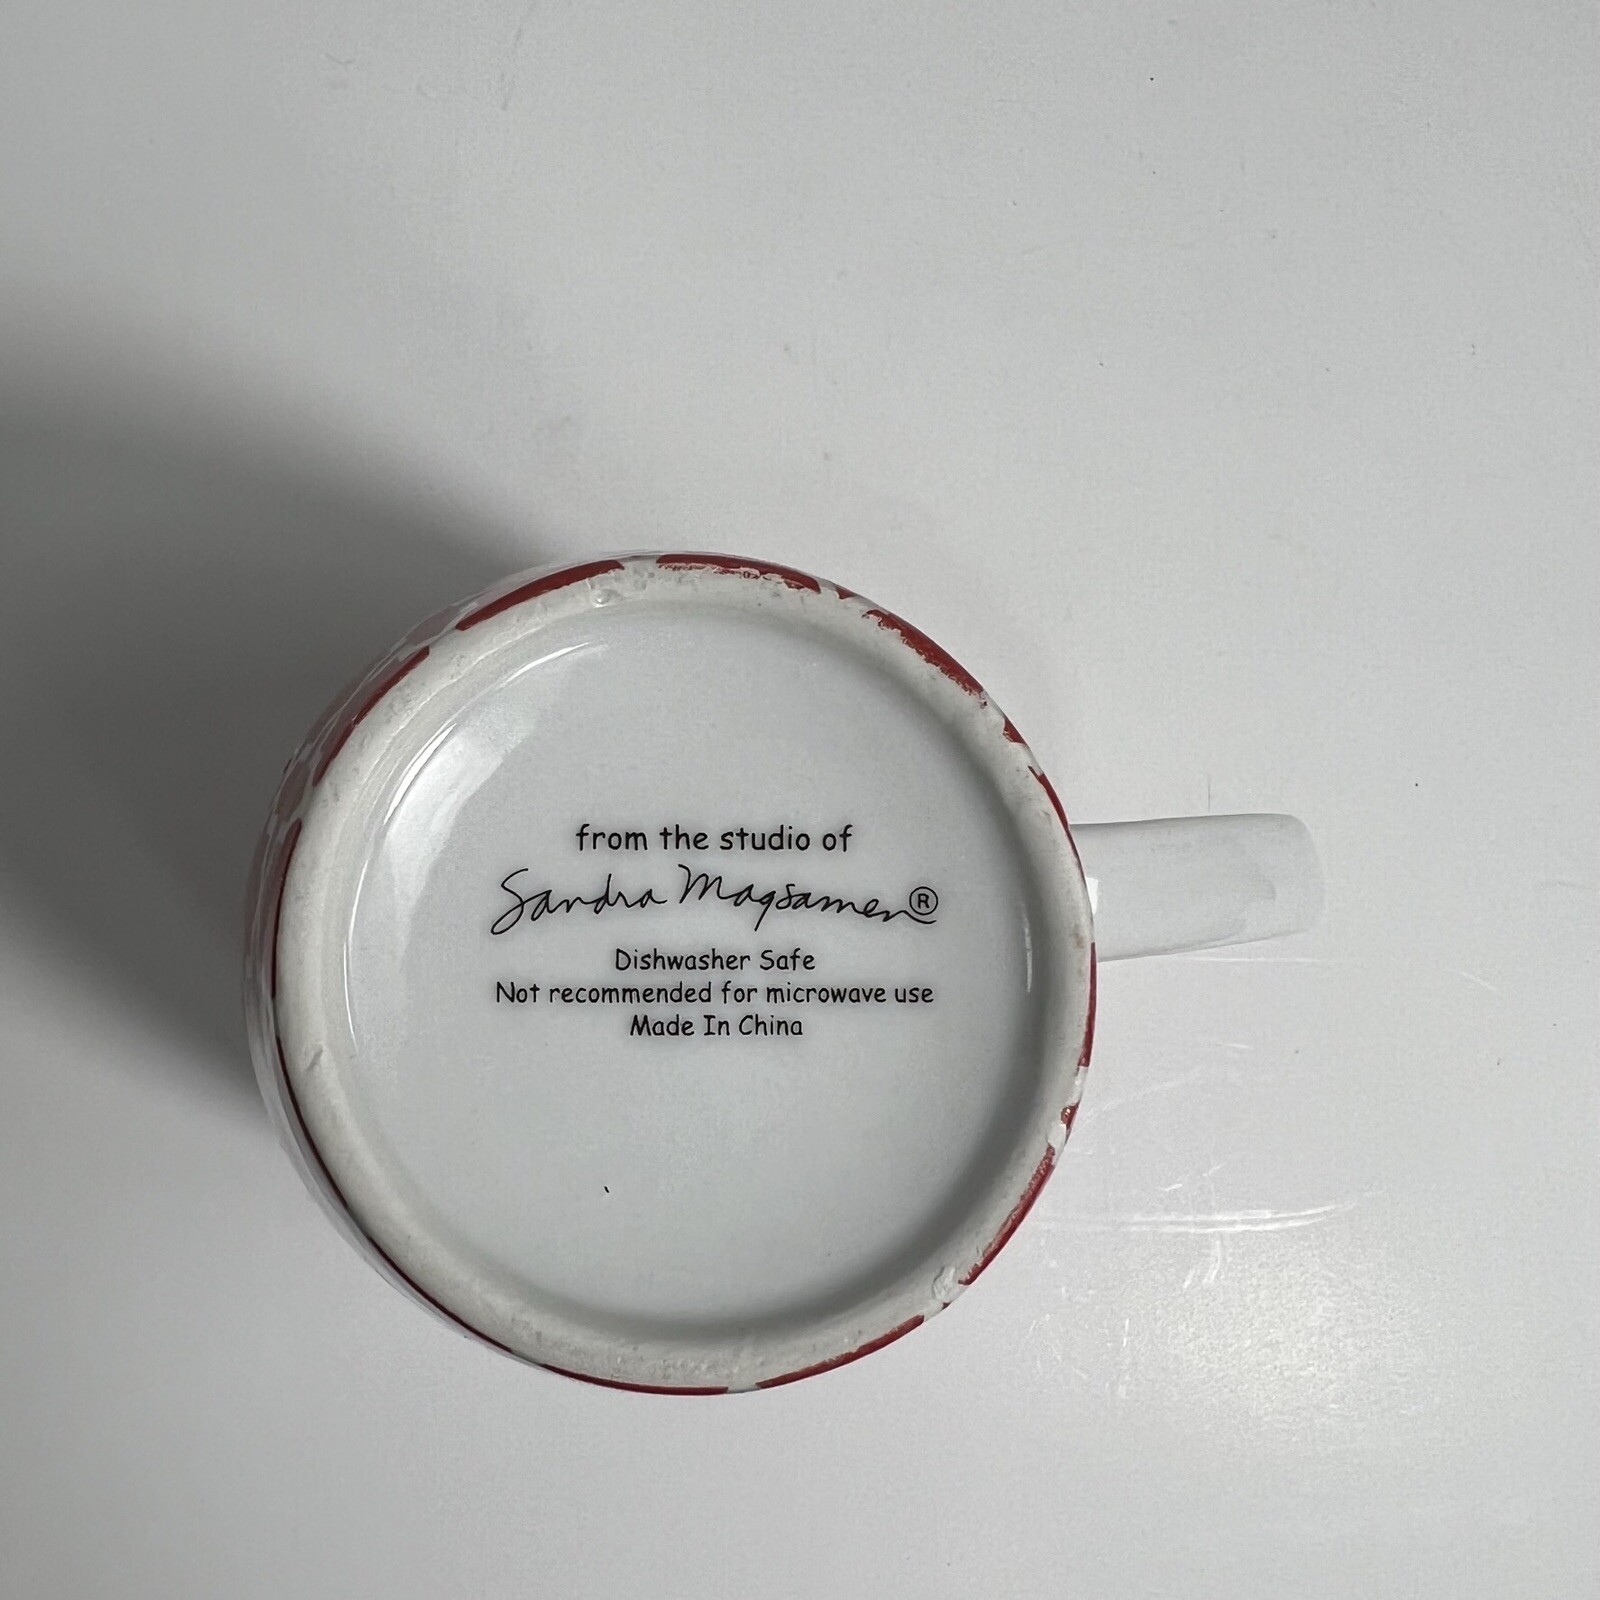 from the studio of
Sandra Magsamen®
Dishwasher Safe
Not recommended for microwave use
Made In China